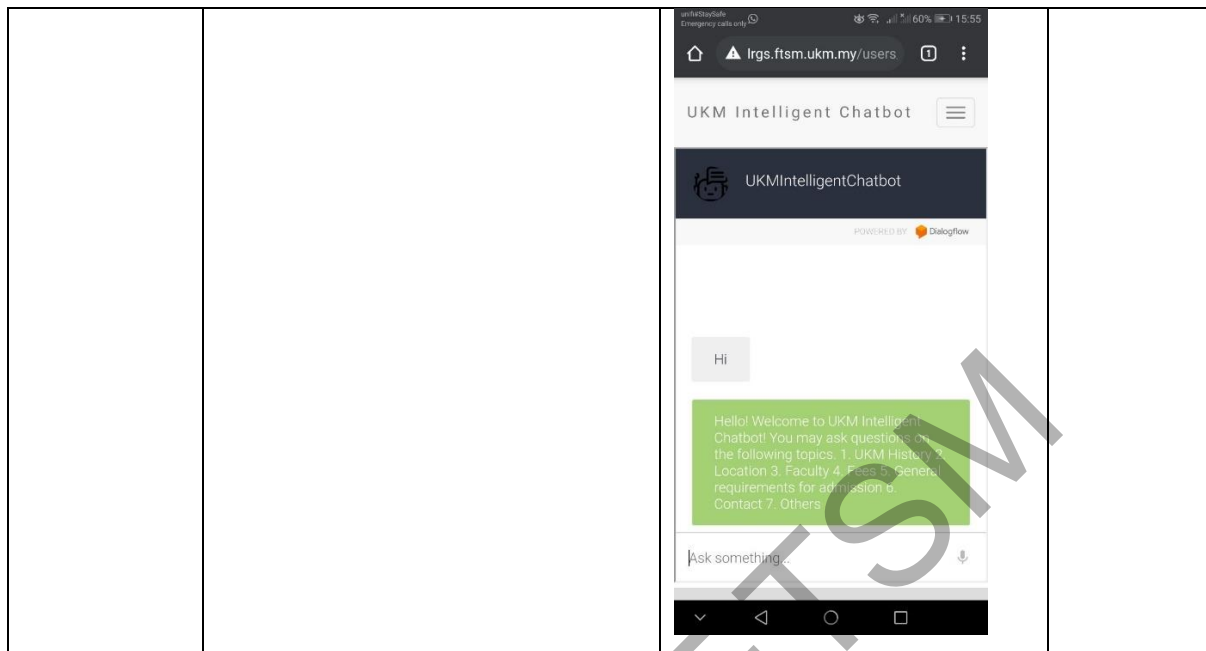 unifi#StaySafe
Emergency calls only
60% 15:55
lrgs.ftsm.ukm.my/users
1
UKM Intelligent Chatbot
UKMIntelligentChatbot
POWERED BY Dialogflow
Hi
Hello! Welcome to UKM Intelligent
Chatbot! You may ask questions on
the following topics. 1. UKM History 2.
Location 3. Faculty 4. Fees 5. General
requirements for admission 6.
Contact 7. Others
Ask something...
FTSM